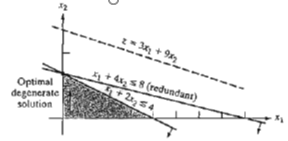 x₂
z = 3x₁ + 9x₂
Optimal
degenerate
solution
x₁ + 4x₂ ≤ 8 (redundant)
x₁ + 2x₂ ≤ 4
x₁